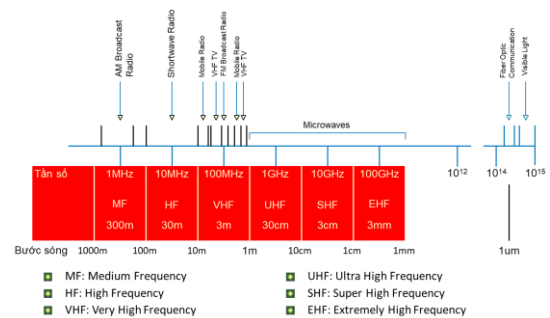 AM Broadcast
Radio
Shortwave Radio
Mobile Radio
VHF TV
FM Broadcast Radio
Mobile Radio
VHF TV
Fiber Optic
Communication
Visible Light
Microwaves
Tần số
1MHz
10MHz
100MHz
1GHz
10GHz
100GHz
10¹²
10¹⁴
10¹⁵
MF
HF
VHF
UHF
SHF
EHF
300m
30m
3m
30cm
3cm
3mm
Bước sóng
1000m
100m
10m
1m
10cm
1cm
1mm
1um
MF: Medium Frequency
HF: High Frequency
VHF: Very High Frequency
UHF: Ultra High Frequency
SHF: Super High Frequency
EHF: Extremely High Frequency